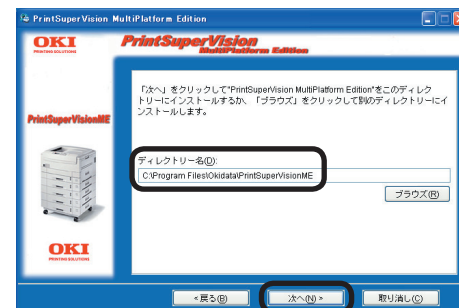 PrintSuperVision MultiPlatform Edition
OKI
PRINTING SOLUTIONS
PrintSuperVision
MultiPlatform Edition
「次へ」をクリックして"PrintSuperVision MultiPlatform Edition"をこのディレク
トリーにインストールするか、「ブラウズ」をクリックして別のディレクトリーにイ
ンストールします。
PrintSuperVisionME
ディレクトリー名(D):
C:\Program Files\Okidata\PrintSuperVisionME
ブラウズ(R)
OKI
PRINTING SOLUTIONS
<戻る(B)
次へ(N)>
取り消し(C)